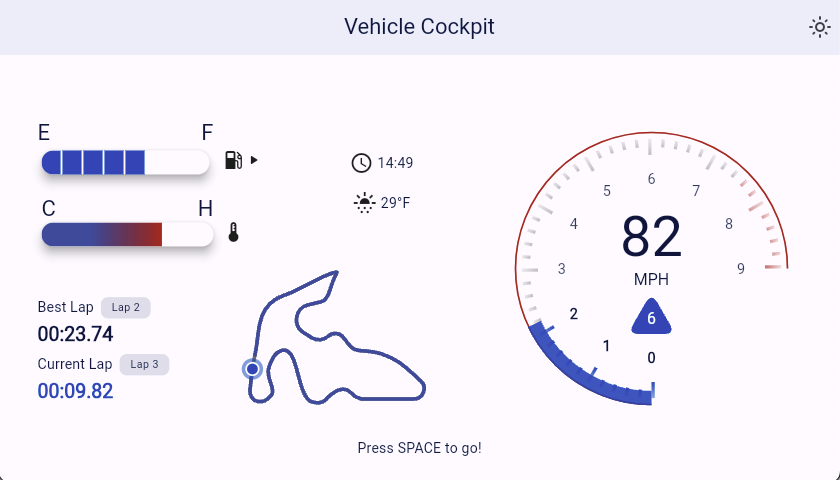 Vehicle Cockpit
E F
C H
14:49
29°F
Best Lap Lap 2
00:23.74
Current Lap Lap 3
00:09.82
0
1
2
3
4
5
6
7
8
9
82
MPH
6
Press SPACE to go!